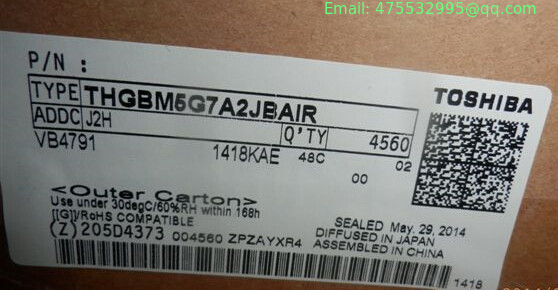 Email: 475532995@qq.com
P/N :
TYPE THGBM5G7A2JBAIR
TOSHIBA
ADDC J2H
Q'TY 4560
VB4791 1418KAE 48C 02
00
<Outer Carton>
Use under 30degC/60%RH within 168h
[[G]]/RoHS COMPATIBLE
SEALED May. 29, 2014
(Z)205D4373 004560 ZPZAYXR4
DIFFUSED IN JAPAN
ASSEMBLED IN CHINA
1418